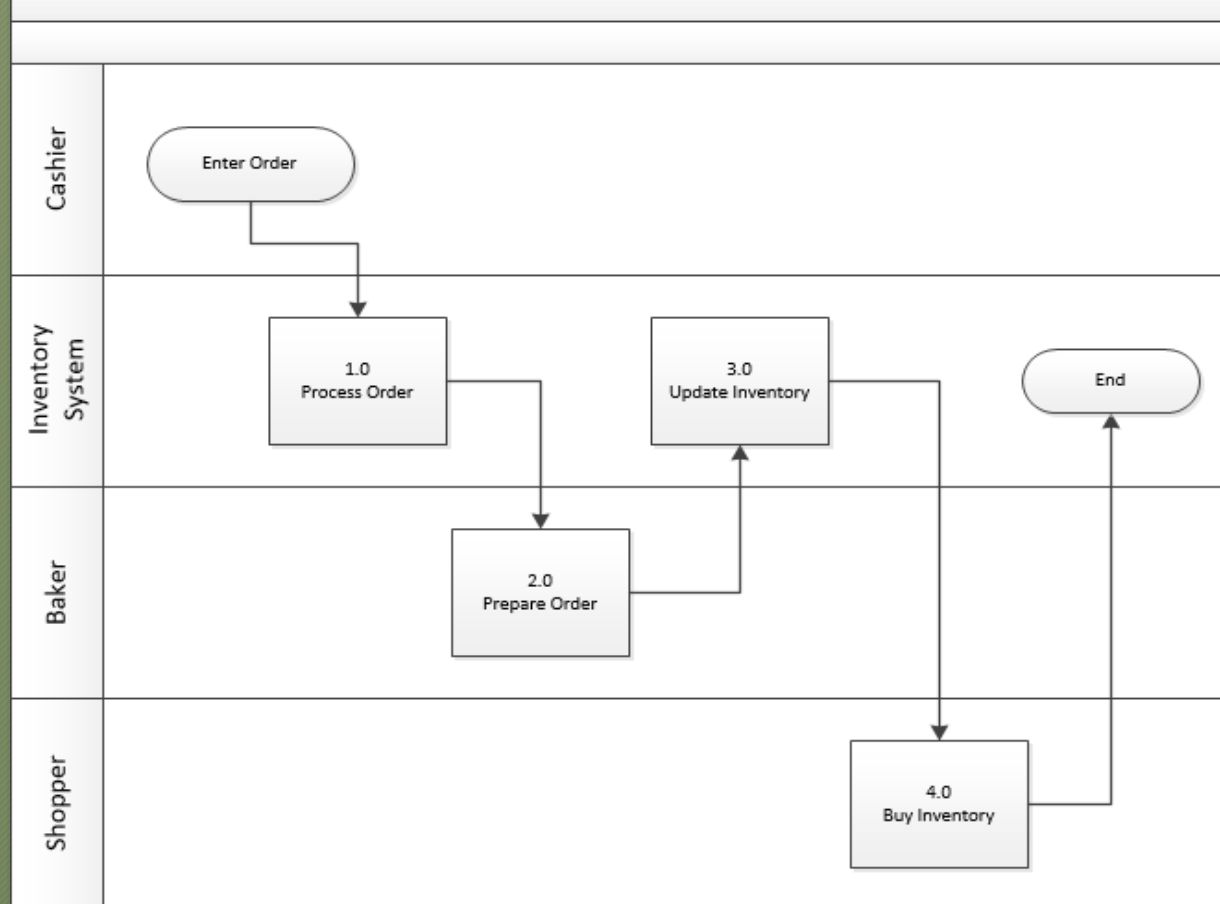 Cashier
Enter Order
Inventory
System
1.0
Process Order
3.0
Update Inventory
End
Baker
2.0
Prepare Order
Shopper
4.0
Buy Inventory